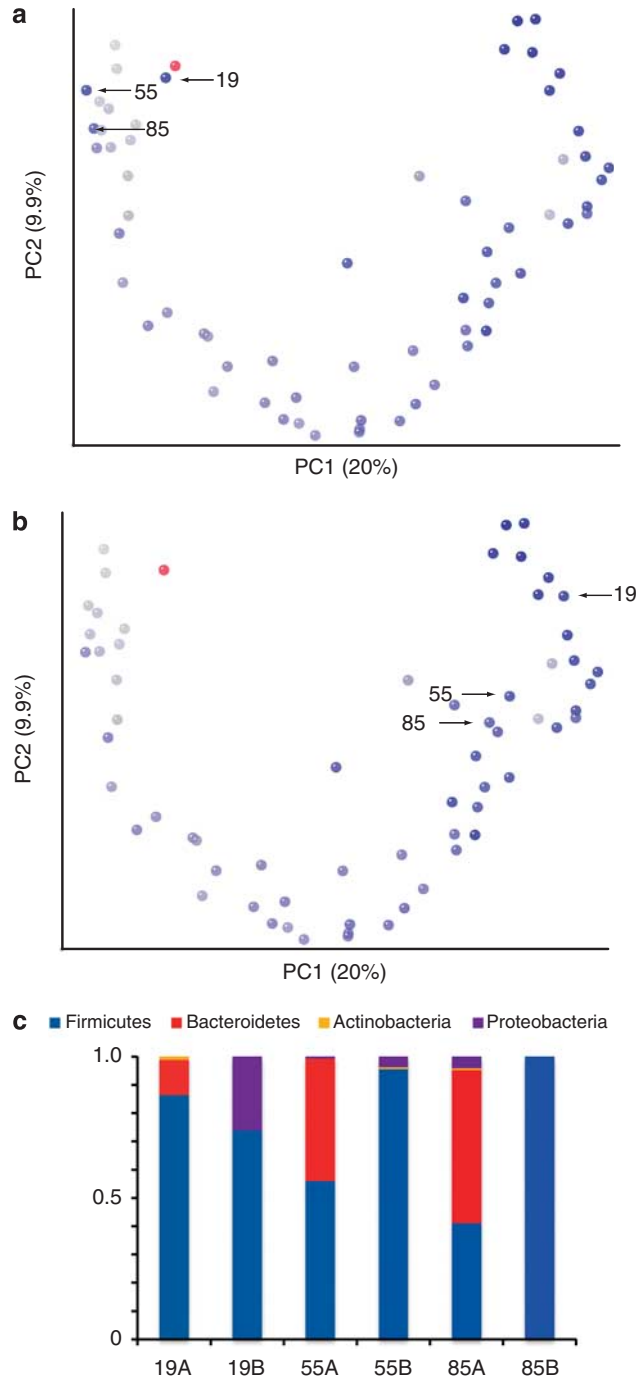 a
19
55
85
PC2 (9.9%)
PC1 (20%)
b
19
55
85
PC2 (9.9%)
PC1 (20%)
c Firmicutes Bacteroidetes Actinobacteria Proteobacteria
1.0
0.5
0
19A 19B 55A 55B 85A 85B